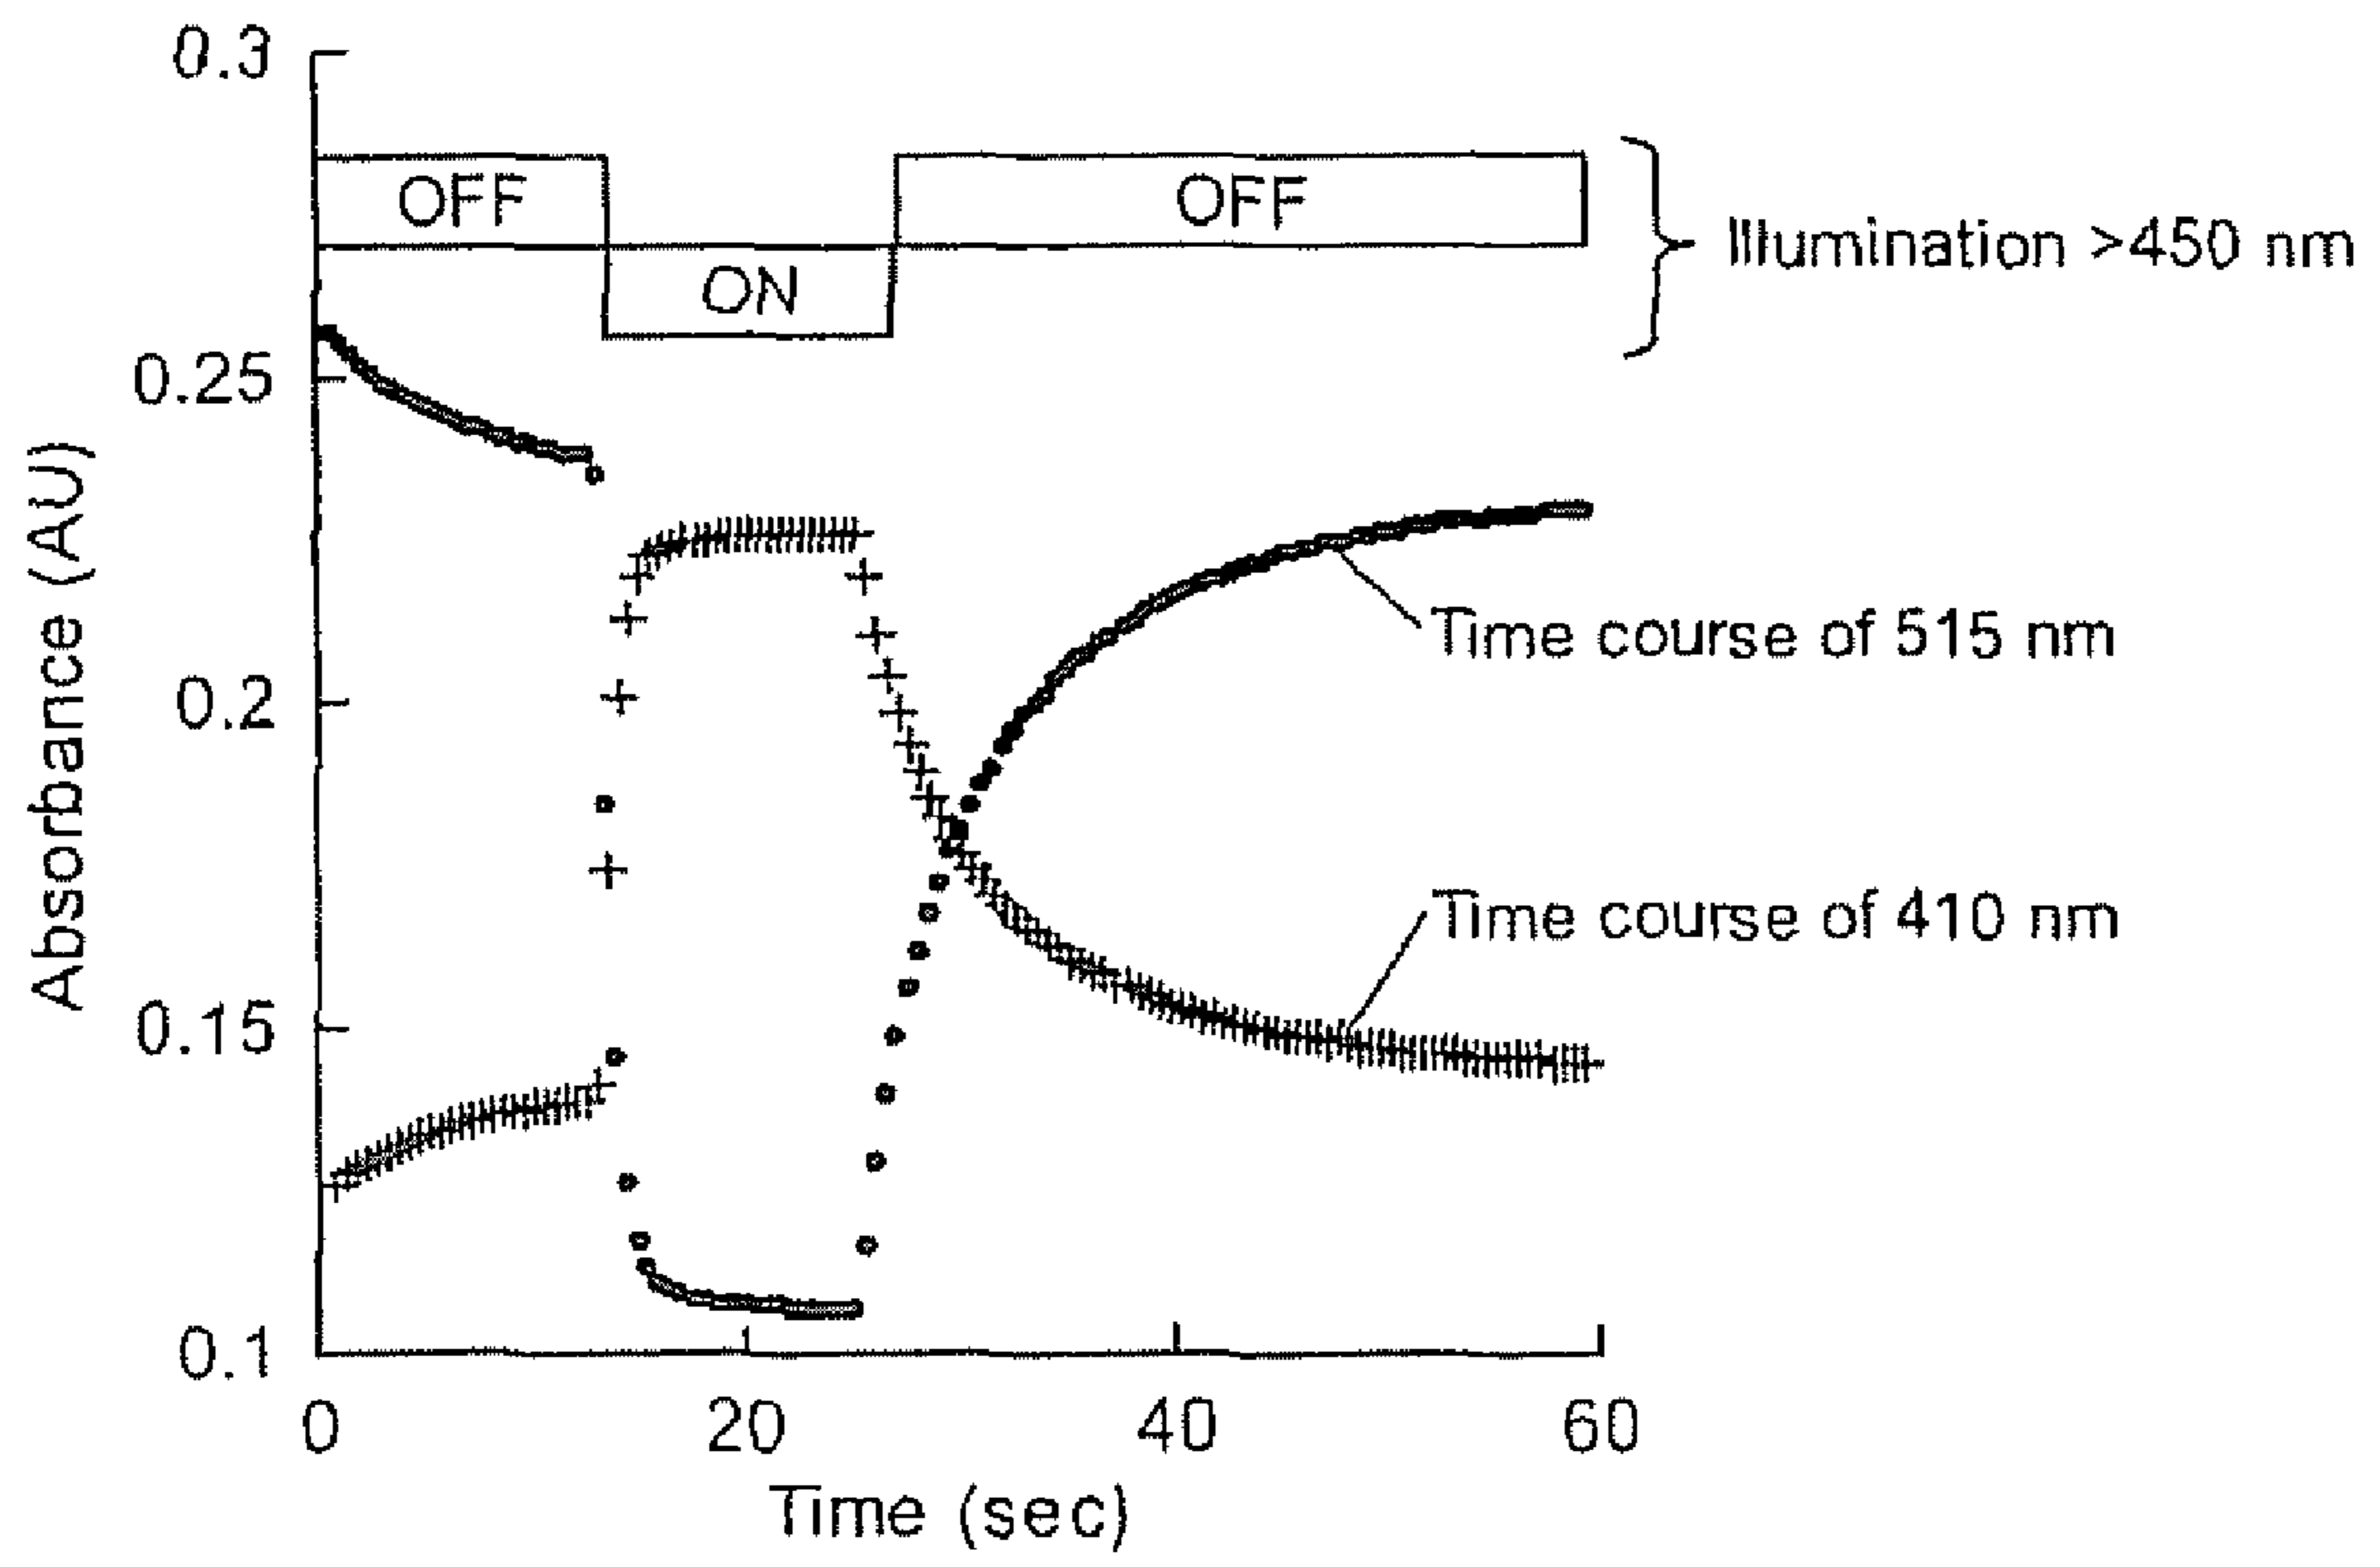 0.3
OFF
OFF
ON
Illumination >450 nm
0.25
0.2
0.15
0.1
Absorbance (AU)
Time course of 515 nm
Time course of 410 nm
0
20
40
60
Time (sec)